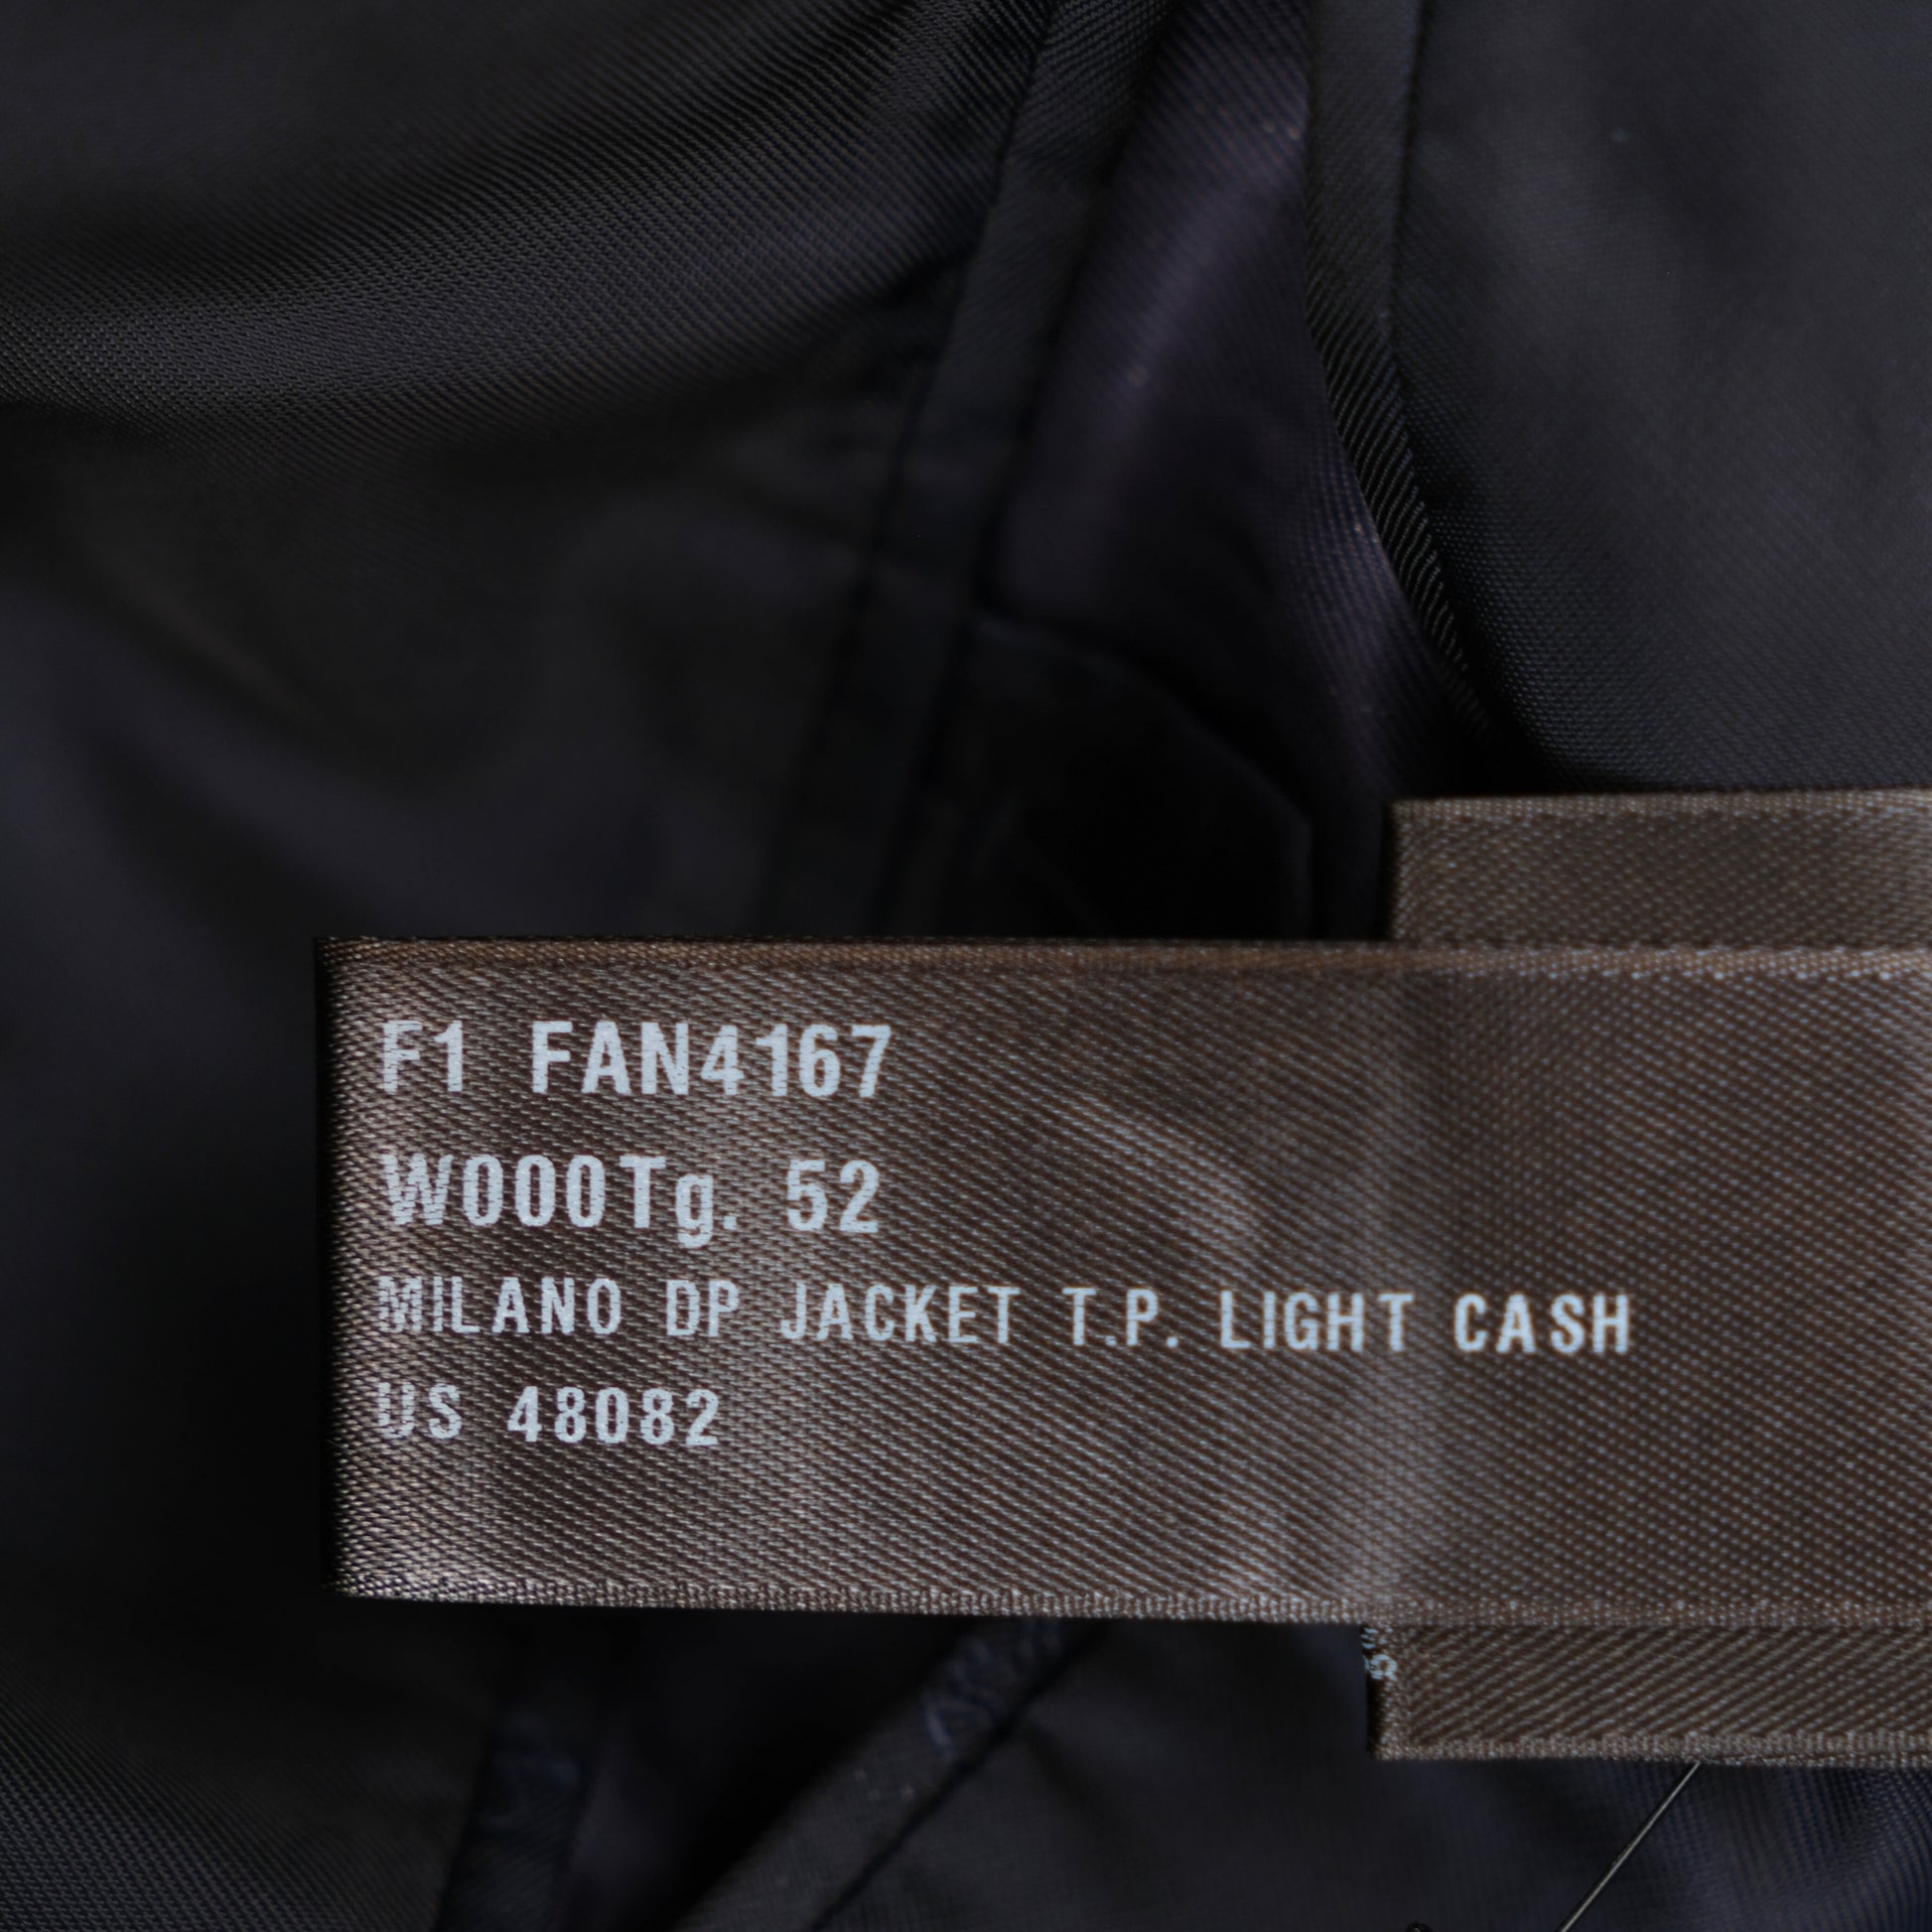 F1 FAN4167
W000Tg. 52
MILANO DP JACKET T.P. LIGHT CASH
US 48082